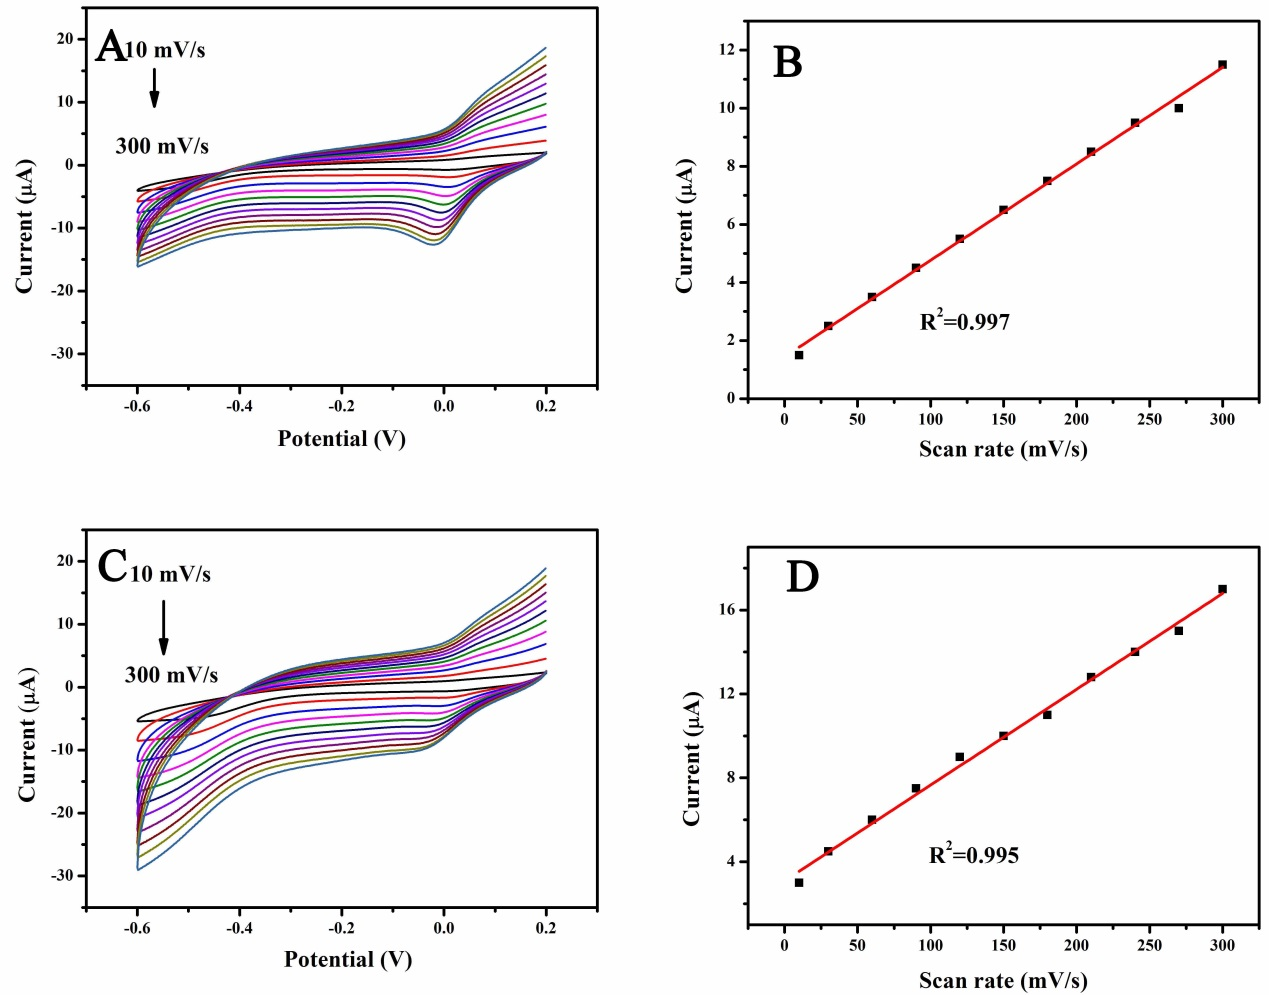 A
10 mV/s
300 mV/s
20
10
0
-10
-20
-30
-0.6 -0.4 -0.2 0.0 0.2
Current (µA)
Potential (V)
B
12
10
8
6
4
2
0
0 50 100 150 200 250 300
Current (µA)
R²=0.997
Scan rate (mV/s)
C
10 mV/s
300 mV/s
20
10
0
-10
-20
-30
-0.6 -0.4 -0.2 0.0 0.2
Current (µA)
Potential (V)
D
16
12
8
4
0 50 100 150 200 250 300
Current (µA)
R²=0.995
Scan rate (mV/s)